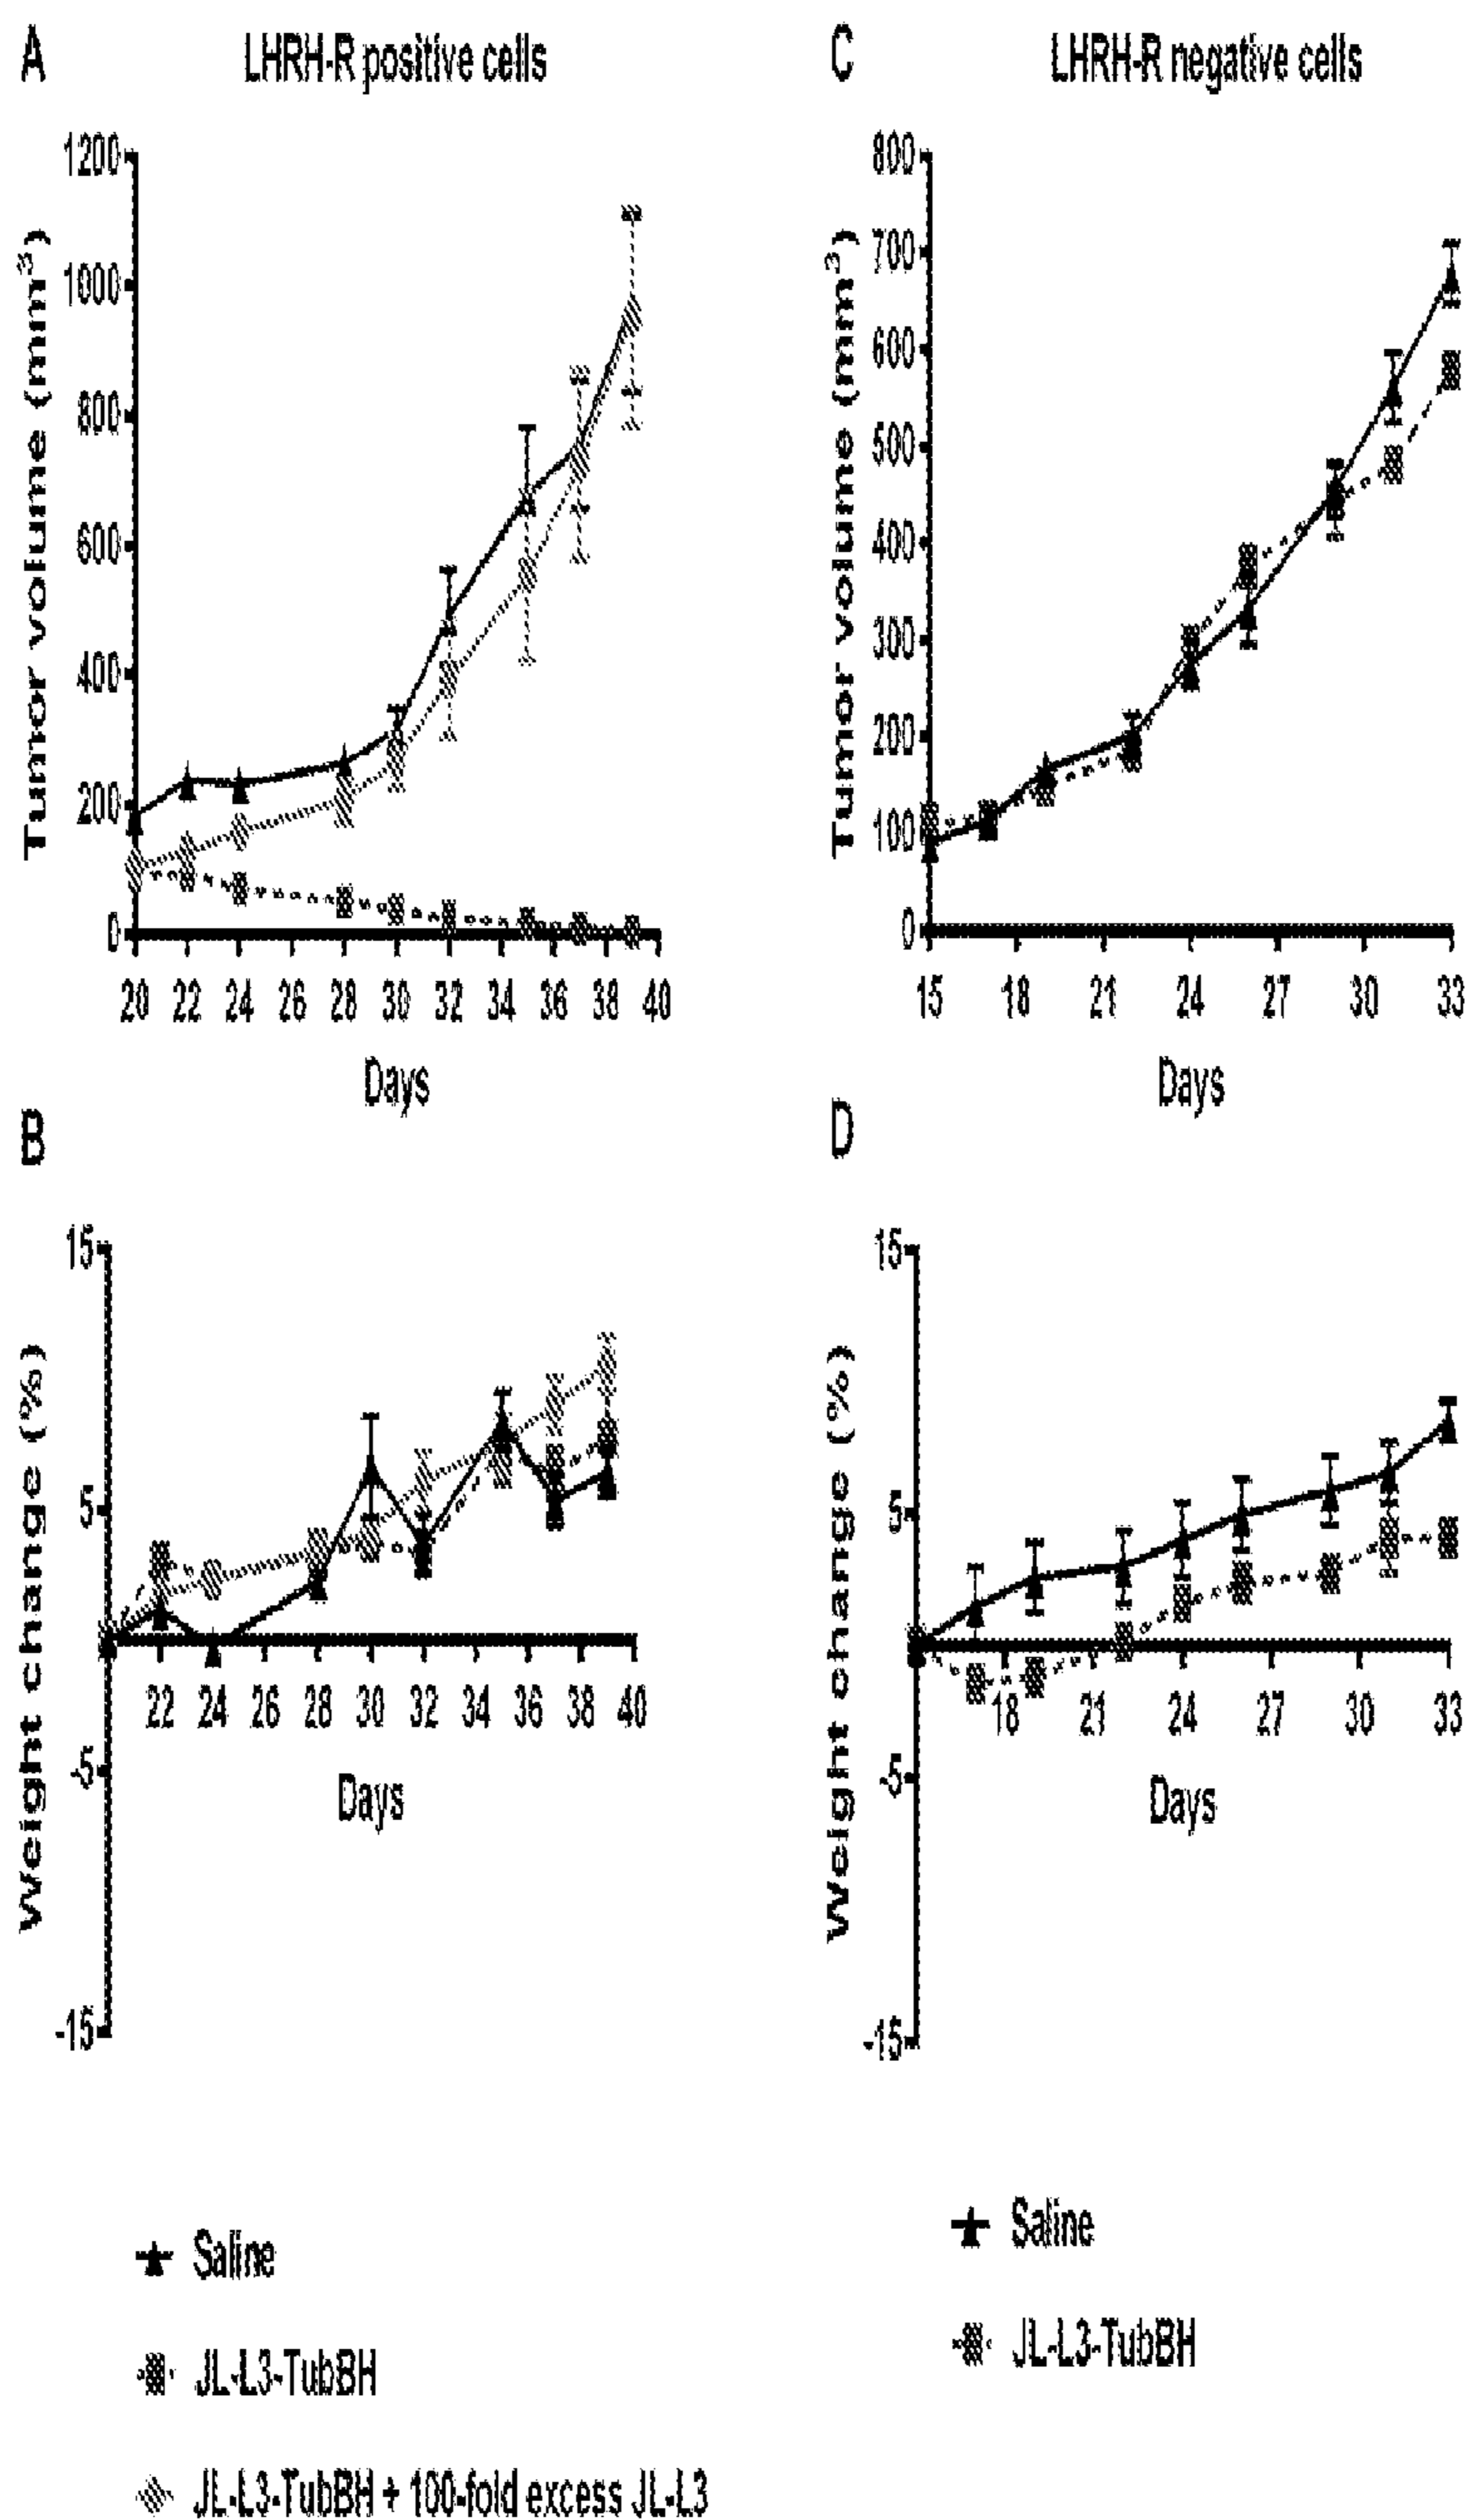 A
LHRH-R positive cells
Tumor volume (mm³)
1200
1000
800
600
400
200
0
20 22 24 26 28 30 32 34 36 38 40
Days
C
LHRH-R negative cells
Tumor volume (mm³)
800
700
600
500
400
300
200
100
0
15 18 21 24 27 30 33
Days
B
Weight change (%)
15
5
-5
-15
22 24 26 28 30 32 34 36 38 40
Days
D
Weight change (%)
15
5
-5
-15
18 21 24 27 30 33
Days
Saline
JL-L3-TubBH
JL-L3-TubBH + 100-fold excess JL-L3
Saline
JL-L3-TubBH